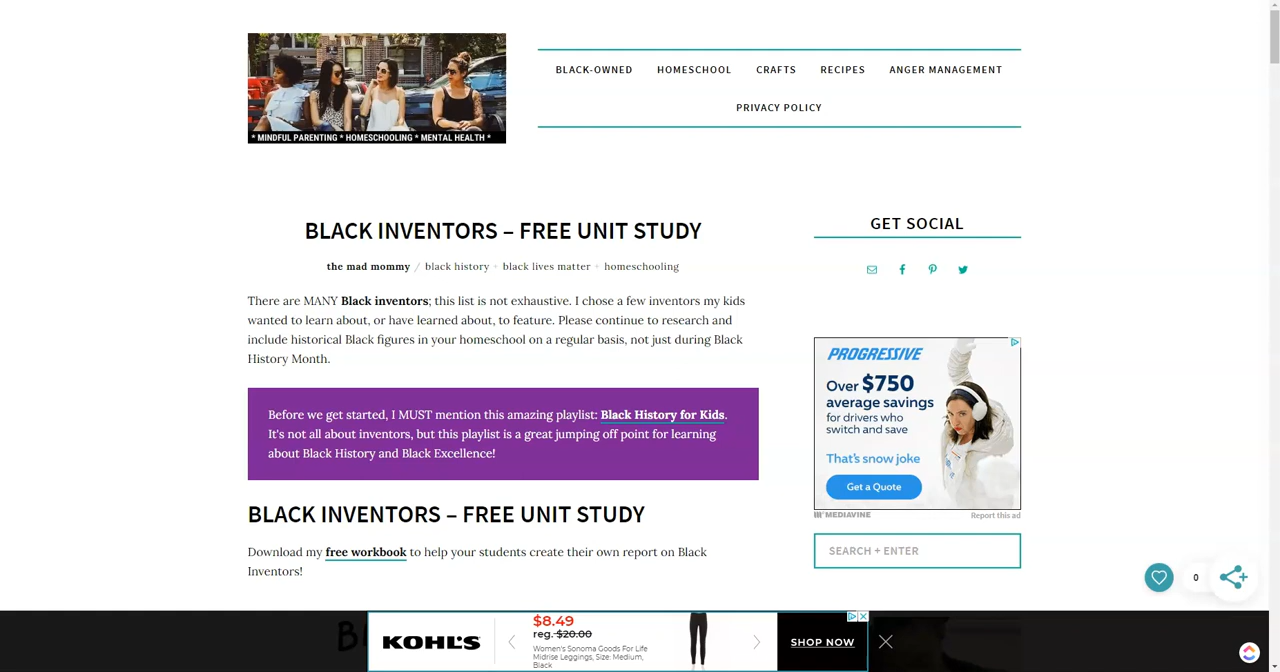 * MINDFUL PARENTING * HOMESCHOOLING * MENTAL HEALTH *
BLACK-OWNED HOMESCHOOL CRAFTS RECIPES ANGER MANAGEMENT
PRIVACY POLICY
BLACK INVENTORS – FREE UNIT STUDY
the mad mommy / black history + black lives matter + homeschooling
There are MANY Black inventors; this list is not exhaustive. I chose a few inventors my kids
wanted to learn about, or have learned about, to feature. Please continue to research and
include historical Black figures in your homeschool on a regular basis, not just during Black
History Month.
Before we get started, I MUST mention this amazing playlist: Black History for Kids.
It's not all about inventors, but this playlist is a great jumping off point for learning
about Black History and Black Excellence!
BLACK INVENTORS – FREE UNIT STUDY
Download my free workbook to help your students create their own report on Black
Inventors!
GET SOCIAL
PROGRESSIVE
Over $750
average savings
for drivers who
switch and save
That's snow joke
Get a Quote
MEDIAVINE
Report this ad
SEARCH + ENTER
0
KOHL'S
$8.49
reg. $20.00
Women's Sonoma Goods For Life
Midrise Leggings, Size: Medium,
Black
SHOP NOW